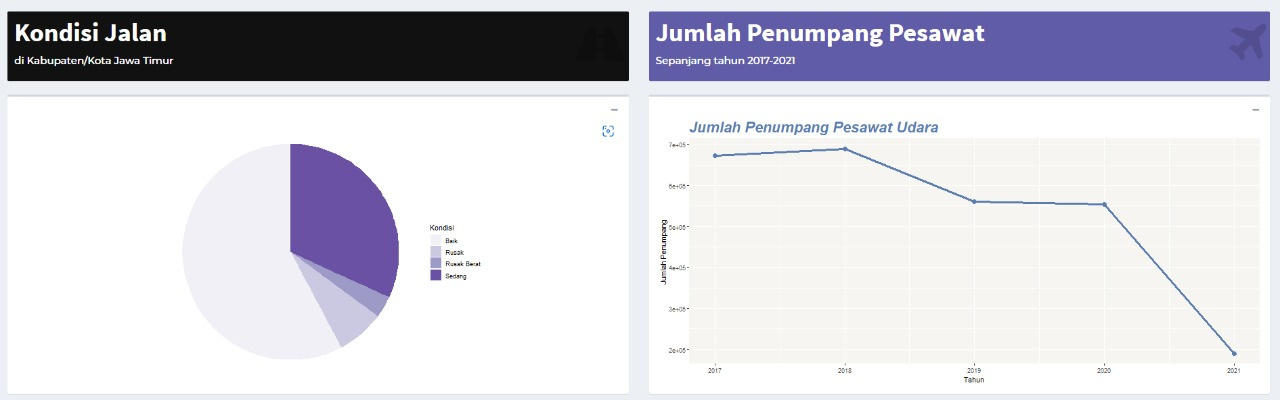 Kondisi Jalan
di Kabupaten/Kota Jawa Timur
Jumlah Penumpang Pesawat
Sepanjang tahun 2017-2021
Kondisi
Baik
Rusak
Rusak Berat
Sedang
Jumlah Penumpang Pesawat Udara
Jumlah Penumpang
7e+05
6e+05
5e+05
4e+05
3e+05
2e+05
2017 2018 2019 2020 2021
Tahun